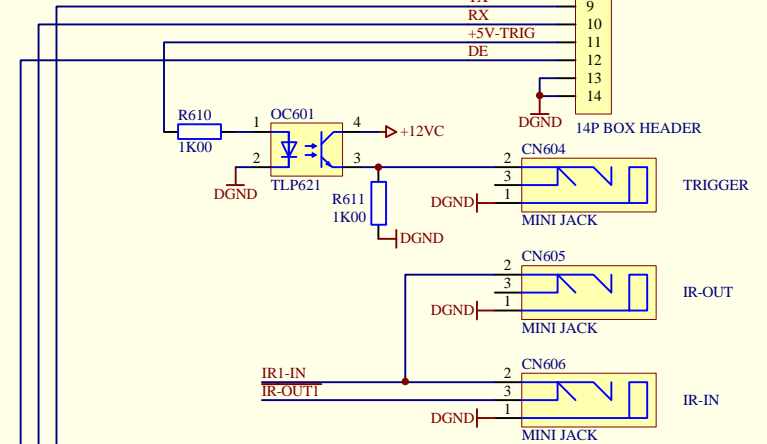 TX
9
RX
10
+5V-TRIG
11
DE
12
13
14
DGND
14P BOX HEADER
R610
1K00
OC601
1
2
4
3
TLP621
+12VC
DGND
R611
1K00
DGND
CN604
2
3
1
DGND
MINI JACK
TRIGGER
CN605
2
3
1
DGND
MINI JACK
IR-OUT
IR1-IN
IR-OUT1
CN606
2
3
1
DGND
MINI JACK
IR-IN